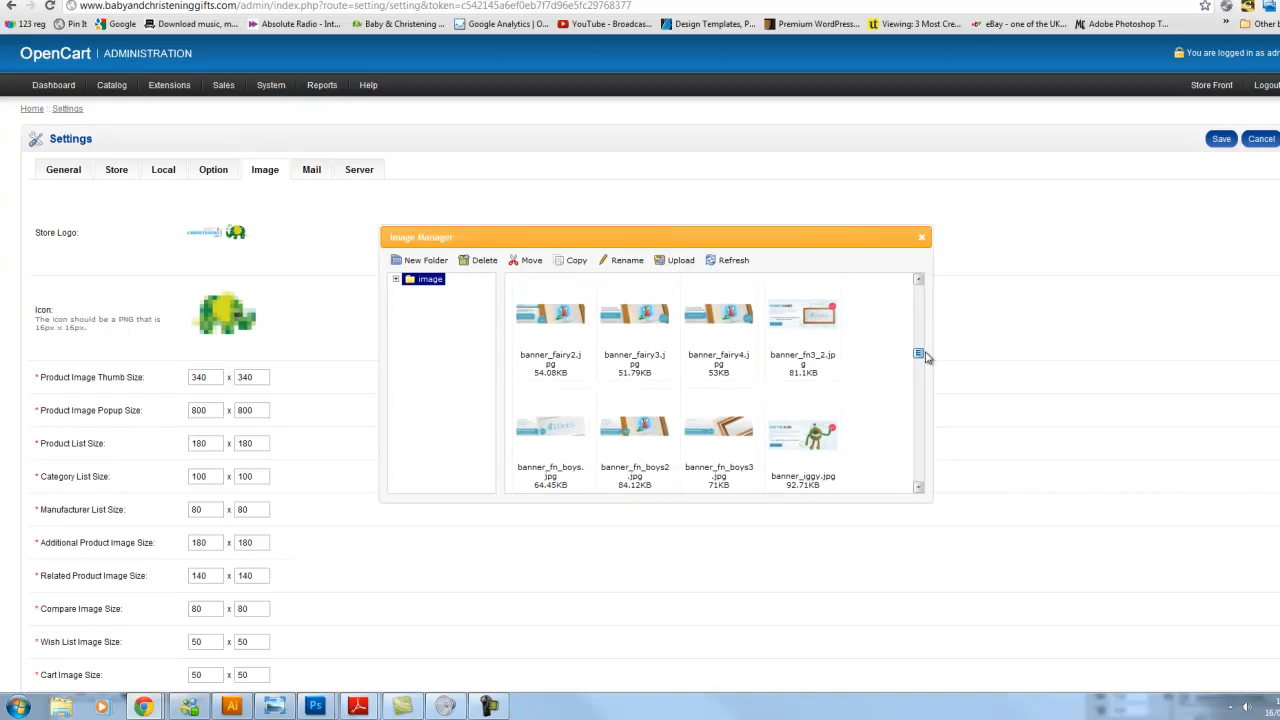 www.babyandchristeninggifts.com/admin/index.php?route=setting/setting&token=c542145a6ef0eb7f7d96e5fc29768377
123 reg
Pin It
Google
Download music, m...
Absolute Radio - Int...
Baby & Christening ...
Google Analytics | O...
YouTube - Broadcas...
Design Templates, P...
Premium WordPress...
Viewing: 3 Most Cre...
eBay - one of the UK...
Adobe Photoshop T...
»
Other b
OpenCart | ADMINISTRATION
You are logged in as adm
Dashboard
Catalog
Extensions
Sales
System
Reports
Help
Store Front
Logout
Home :: Settings
Settings
Save
Cancel
General
Store
Local
Option
Image
Mail
Server
Store Logo:
Icon:
The icon should be a PNG that is
16px x 16px.
* Product Image Thumb Size: 340 x 340
* Product Image Popup Size: 800 x 800
* Product List Size: 180 x 180
* Category List Size: 100 x 100
* Manufacturer List Size: 80 x 80
* Additional Product Image Size: 180 x 180
* Related Product Image Size: 140 x 140
* Compare Image Size: 80 x 80
* Wish List Image Size: 50 x 50
* Cart Image Size: 50 x 50
Image Manager
New Folder
Delete
Move
Copy
Rename
Upload
Refresh
image
banner_fairy2.j
pg
54.08KB
banner_fairy3.j
pg
51.79KB
banner_fairy4.j
pg
53KB
banner_fn3_2.jp
g
81.1KB
banner_fn_boys.
jpg
64.45KB
banner_fn_boys2
.jpg
84.12KB
banner_fn_boys3
.jpg
71KB
banner_iggy.jpg
92.71KB
Ai
Ps
16/0